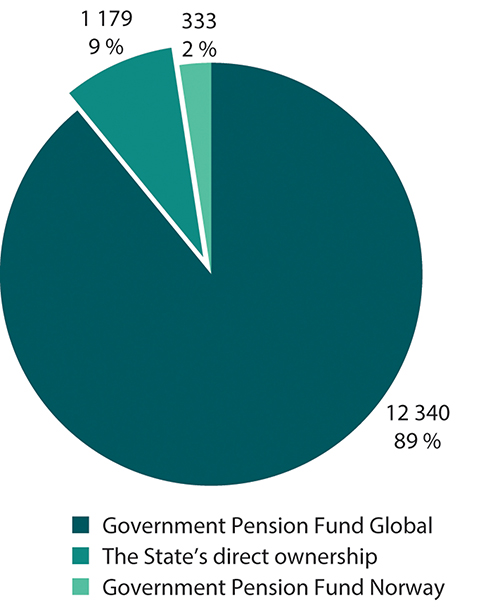 1 179
9 %
333
2 %
12 340
89 %
Government Pension Fund Global
The State’s direct ownership
Government Pension Fund Norway